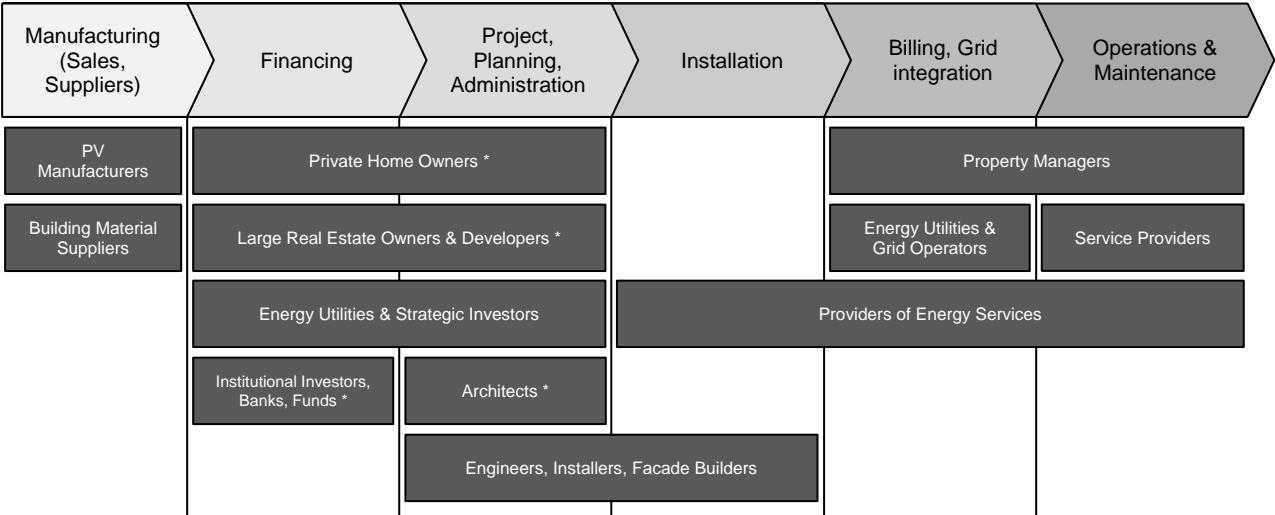 Manufacturing
(Sales,
Suppliers)
Financing
Project,
Planning,
Administration
Installation
Billing, Grid
integration
Operations &
Maintenance
PV
Manufacturers
Private Home Owners *
Property Managers
Building Material
Suppliers
Large Real Estate Owners & Developers *
Energy Utilities &
Grid Operators
Service Providers
Energy Utilities & Strategic Investors
Providers of Energy Services
Institutional Investors,
Banks, Funds *
Architects *
Engineers, Installers, Facade Builders